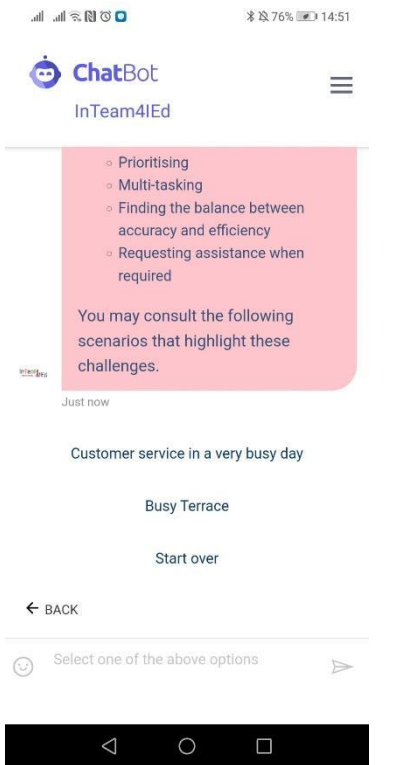 76% 14:51
ChatBot
InTeam4IEd
Prioritising
Multi-tasking
Finding the balance between
accuracy and efficiency
Requesting assistance when
required
You may consult the following
scenarios that highlight these
challenges.
Just now
Customer service in a very busy day
Busy Terrace
Start over
BACK
Select one of the above options